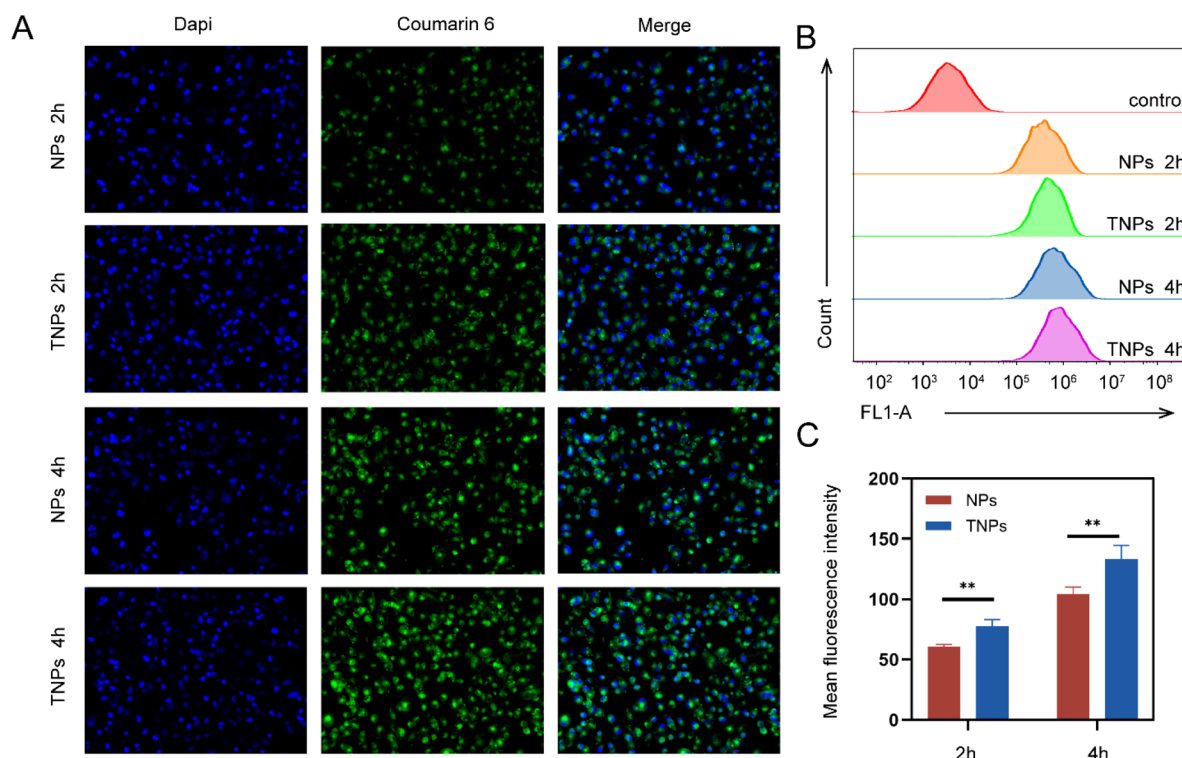 A
Dapi
Coumarin 6
Merge
NPs 2h
TNPs 2h
NPs 4h
TNPs 4h
B
Count
contro
NPs 2h
TNPs 2h
NPs 4h
TNPs 4h
10² 10³ 10⁴ 10⁵ 10⁶ 10⁷ 10⁸
FL1-A
C
Mean fluorescence intensity
200
150
100
50
0
NPs
TNPs
**
**
2h
4h